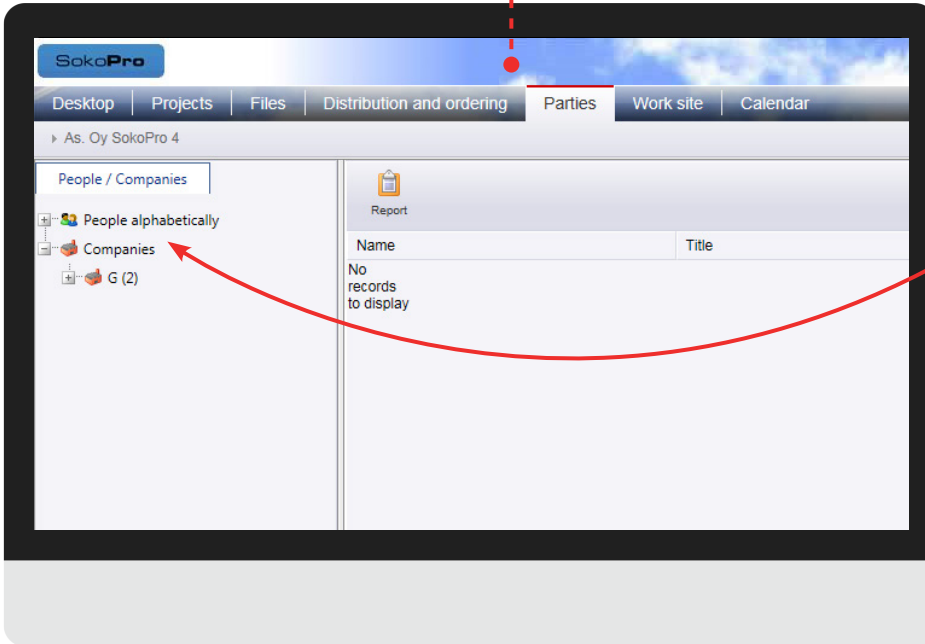 SokoPro
Desktop Projects Files Distribution and ordering Parties Work site Calendar
As. Oy SokoPro 4
People / Companies
Report
People alphabetically
Companies
G (2)
Name Title
No
records
to display